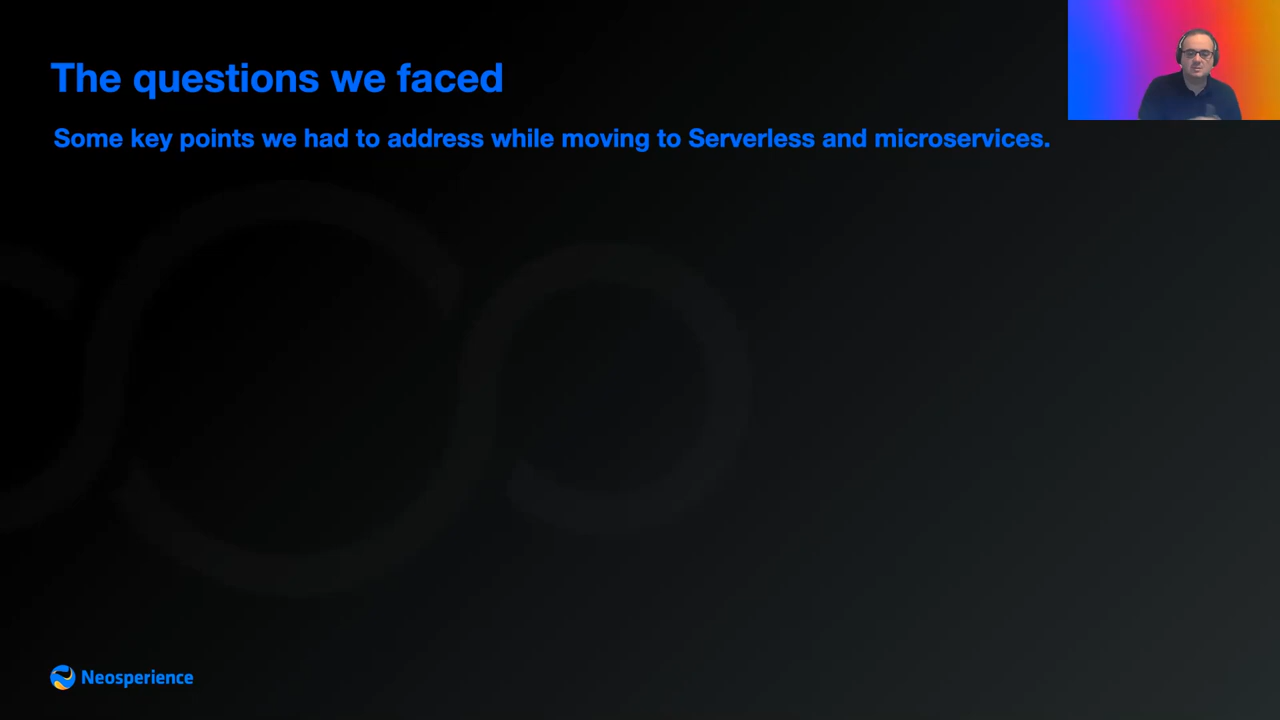 The questions we faced
Some key points we had to address while moving to Serverless and microservices.
Neosperience